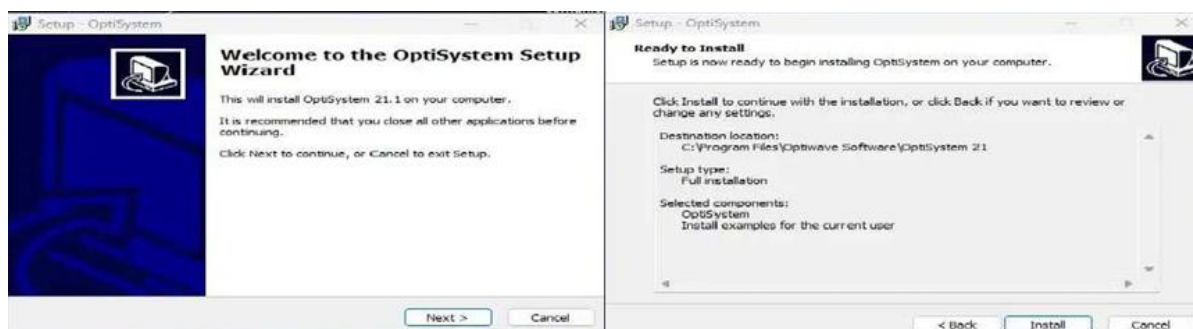 Setup - OptiSystem
Welcome to the OptiSystem Setup
Wizard
This will install OptiSystem 21.1 on your computer.
It is recommended that you close all other applications before
continuing.
Click Next to continue, or Cancel to exit Setup.
Next >
Cancel
Setup - OptiSystem
Ready to Install
Setup is now ready to begin installing OptiSystem on your computer.
Click Install to continue with the installation, or click Back if you want to review or
change any settings.
Destination location:
C:\Program Files\Optiwave Software\OptiSystem 21
Setup type:
Full installation
Selected components:
OptiSystem
Install examples for the current user
< Back
Install
Cancel